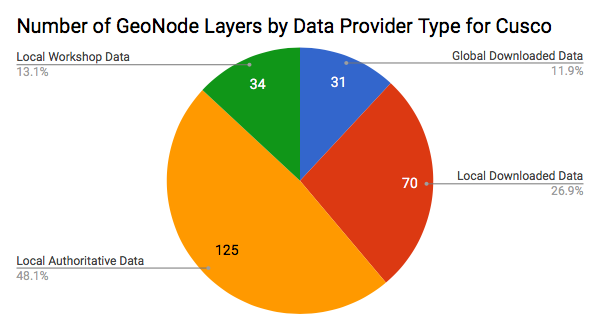 Number of GeoNode Layers by Data Provider Type for Cusco
Local Workshop Data
13.1%
Global Downloaded Data
11.9%
34
31
Local Downloaded Data
26.9%
70
125
Local Authoritative Data
48.1%